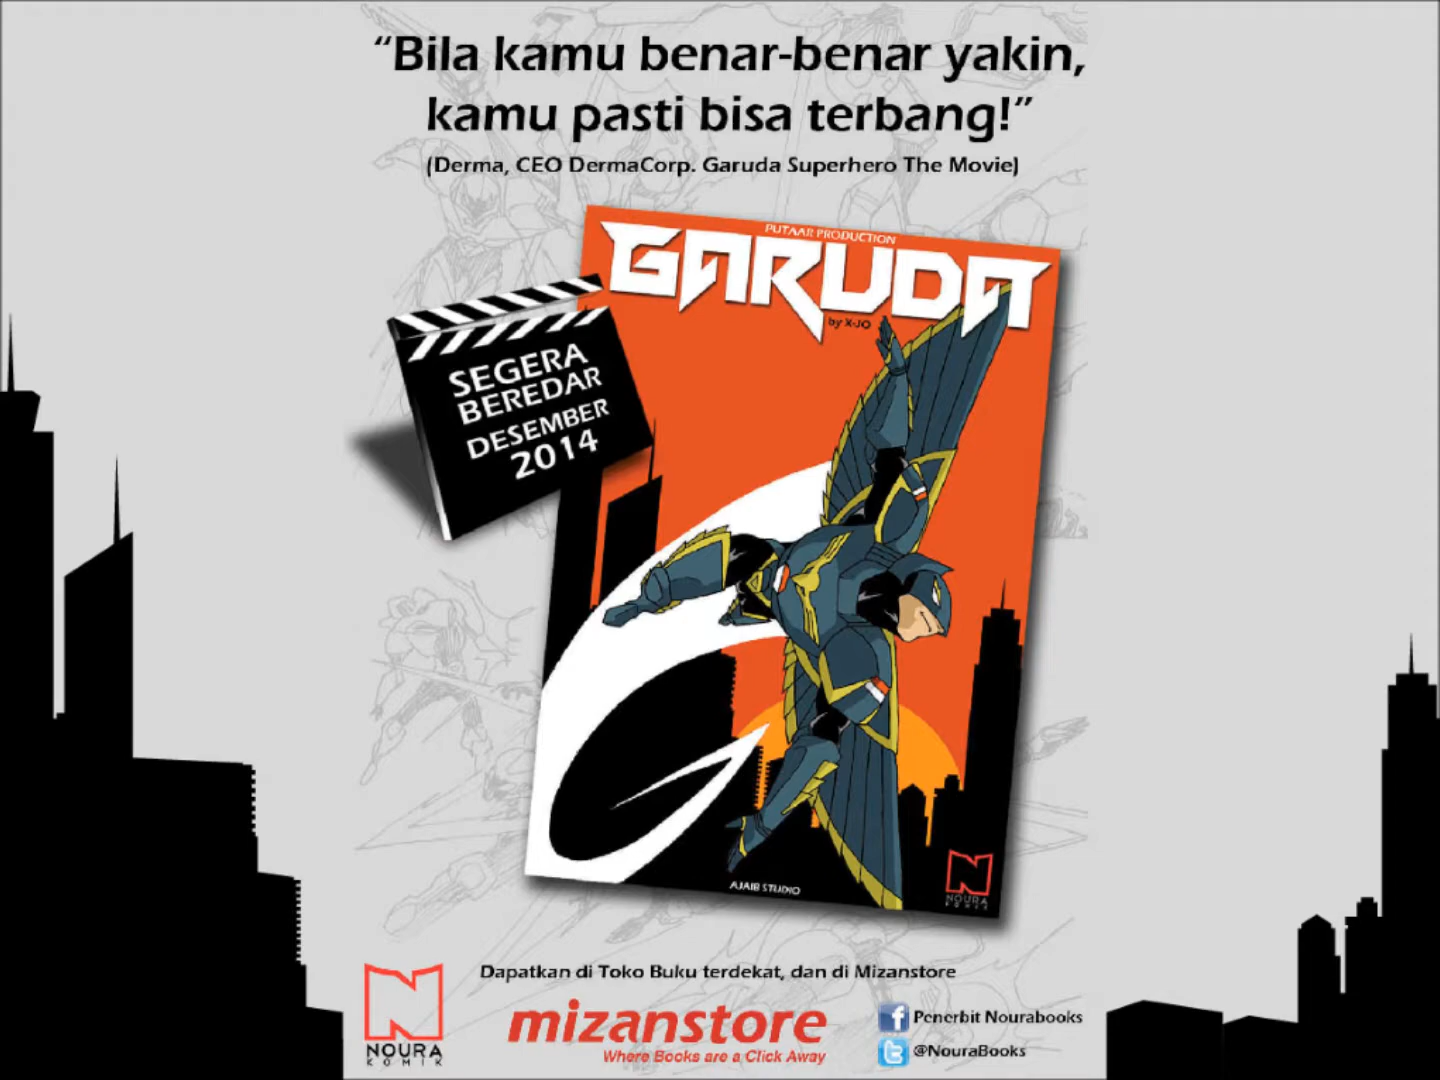 “Bila kamu benar-benar yakin,
kamu pasti bisa terbang!”
(Derma, CEO DermaCorp. Garuda Superhero The Movie)
PUTAAR PRODUCTION
GARUDA
by X-JO
SEGERA
BEREDAR
DESEMBER
2014
AJAIB STUDIO
NOURA
KOMIK
Dapatkan di Toko Buku terdekat, dan di Mizanstore
mizanstore
Where Books are a Click Away
Penerbit Nourabooks
@NouraBooks
NOURA
KOMIK